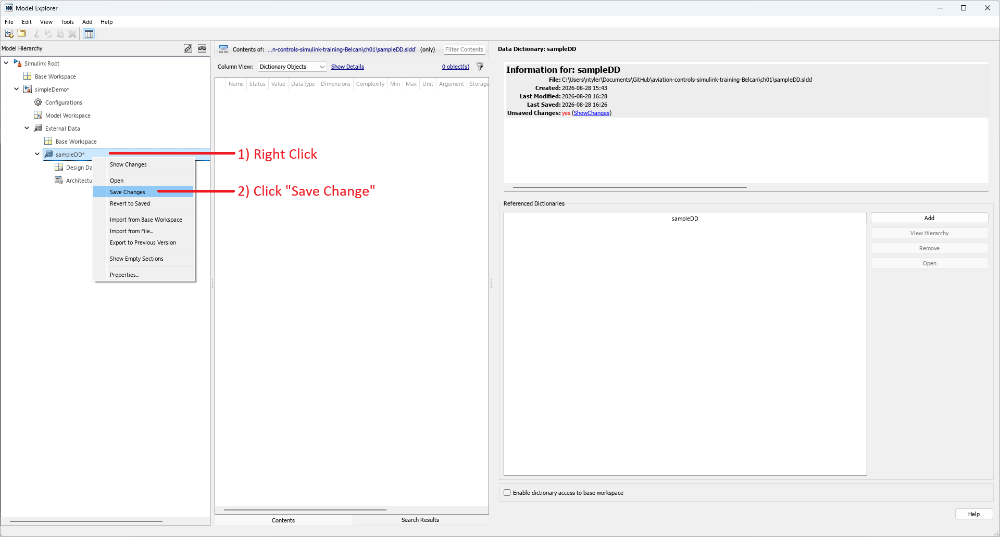 Model Explorer
File Edit View Tools Add Help
Model Hierarchy
Simulink Root
Base Workspace
simpleDemo*
Configurations
Model Workspace
External Data
Base Workspace
sampleDD*
Design Da
Architectu
Show Changes
Open
Save Changes
Revert to Saved
Import from Base Workspace
Import from File...
Export to Previous Version
Show Empty Sections
Properties...
1) Right Click
2) Click "Save Change"
Contents of: ...n-controls-simulink-training-Belcan\ch01\sampleDD.sldd' (only) Filter Contents
Column View: Dictionary Objects Show Details 0 object(s)
Name Status Value DataType Dimensions Complexity Min Max Unit Argument Storage
Contents Search Results
Data Dictionary: sampleDD
Information for: sampleDD
File: C:\Users\ntyler\Documents\GitHub\aviation-controls-simulink-training-Belcan\ch01\sampleDD.sldd
Created: 2026-08-28 15:43
Last Modified: 2026-08-28 16:28
Last Saved: 2026-08-28 16:26
Unsaved Changes: yes (ShowChanges)
Referenced Dictionaries
sampleDD
Add
View Hierarchy
Remove
Open
Enable dictionary access to base workspace
Help